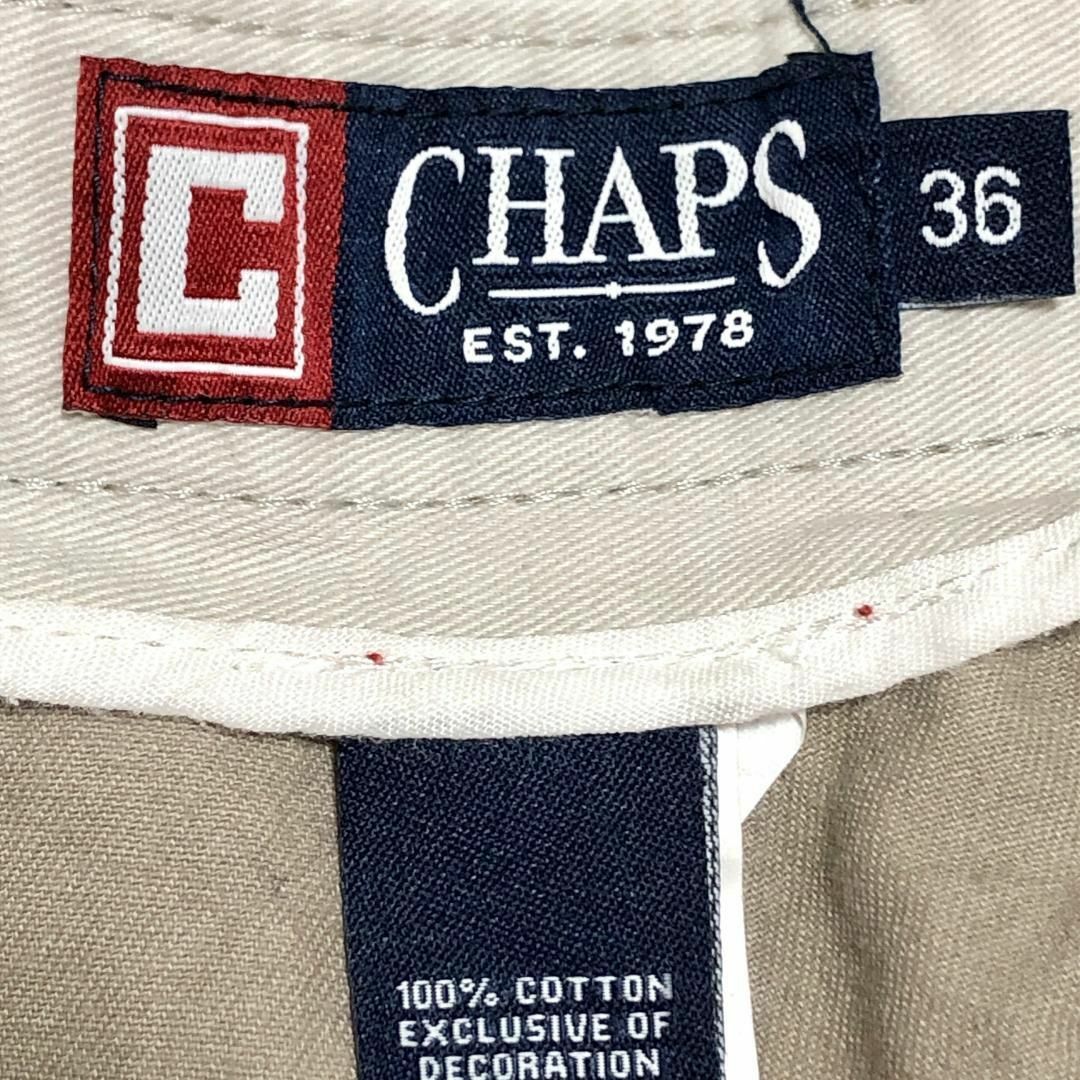 C CHAPS 36
EST. 1978
100% COTTON
EXCLUSIVE OF
DECORATION